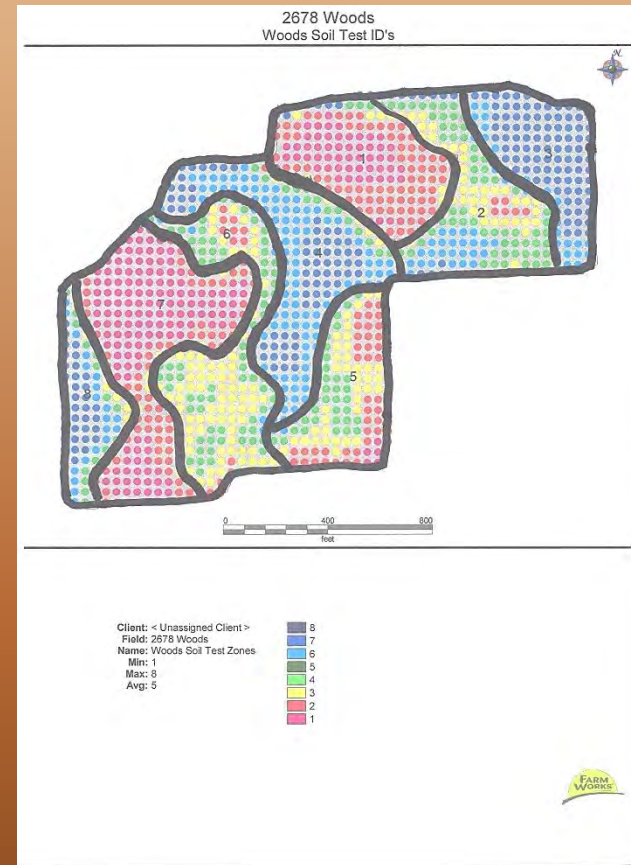 2678 Woods
Woods Soil Test ID's
N
1
3
2
6
4
7
5
8
0 400 800
feet
Client: < Unassigned Client >
Field: 2678 Woods
Name: Woods Soil Test Zones
Min: 1
Max: 8
Avg: 5
8
7
6
5
4
3
2
1
FARM
WORKS